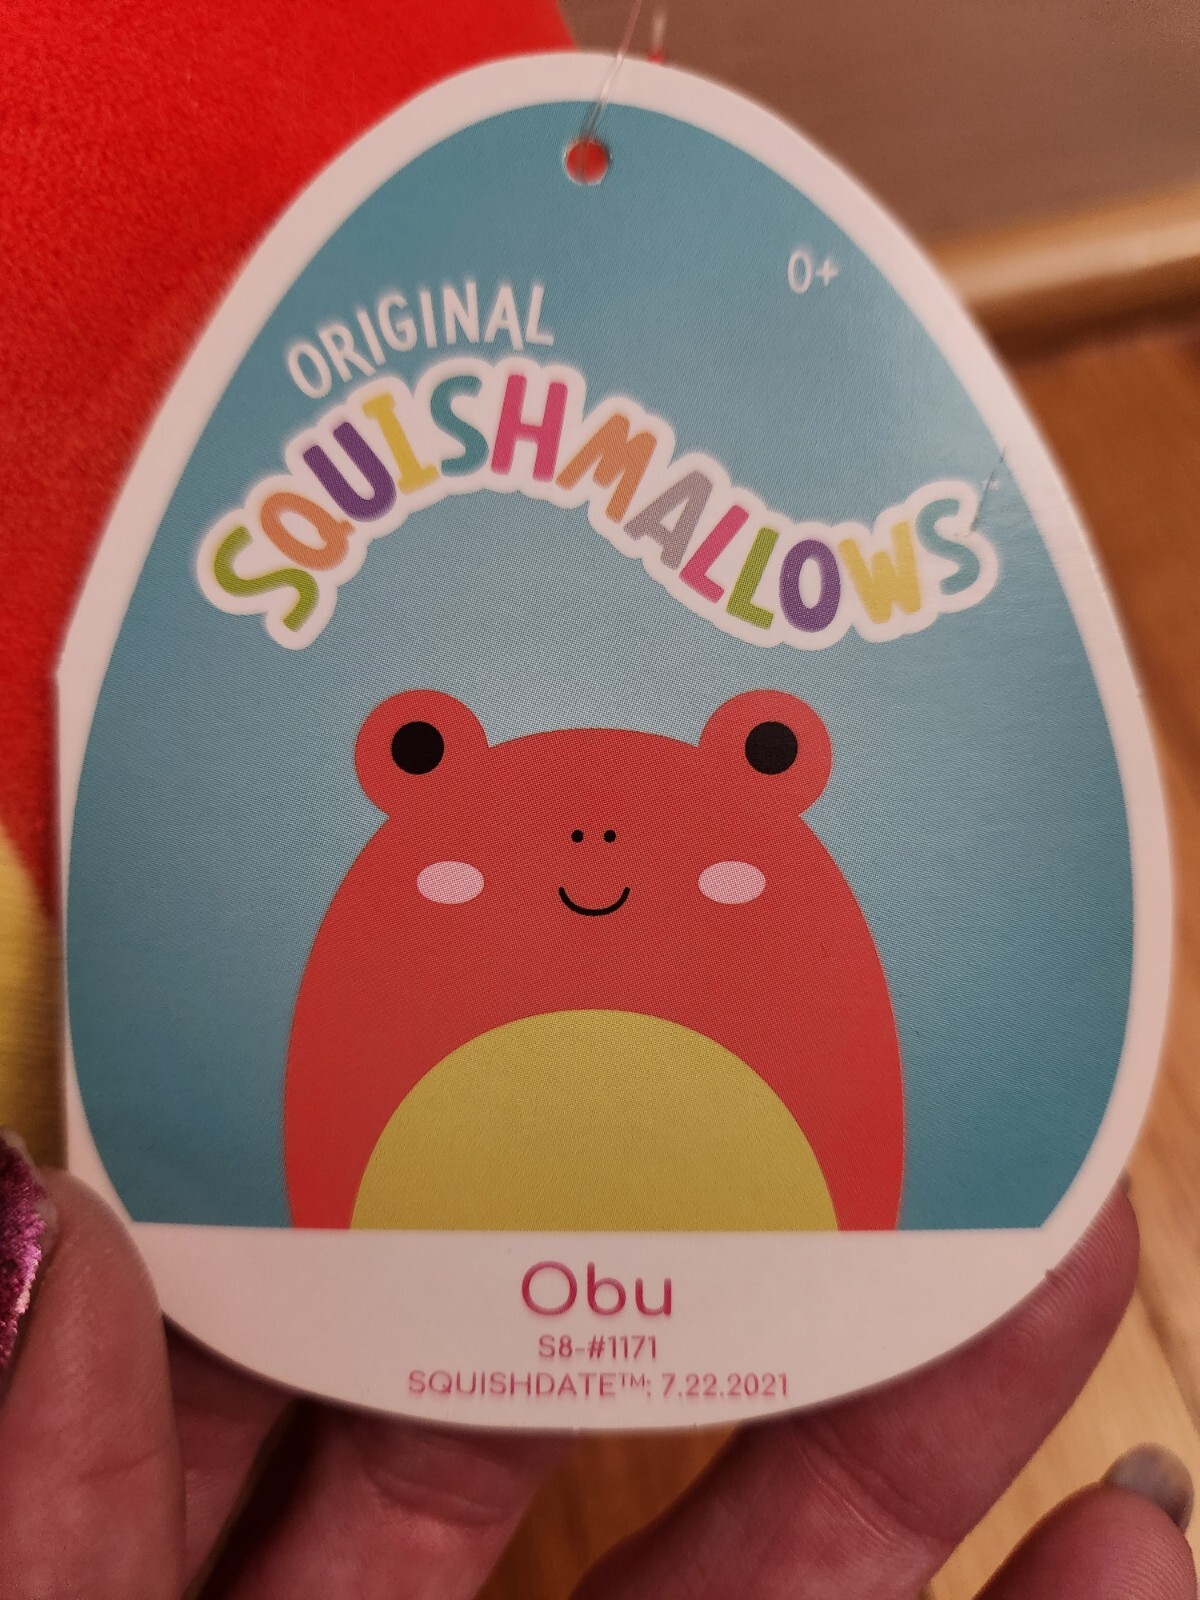 0+
ORIGINAL
SQUISHMALLOWS
Obu
S8-#1171
SQUISHDATE™: 7.22.2021